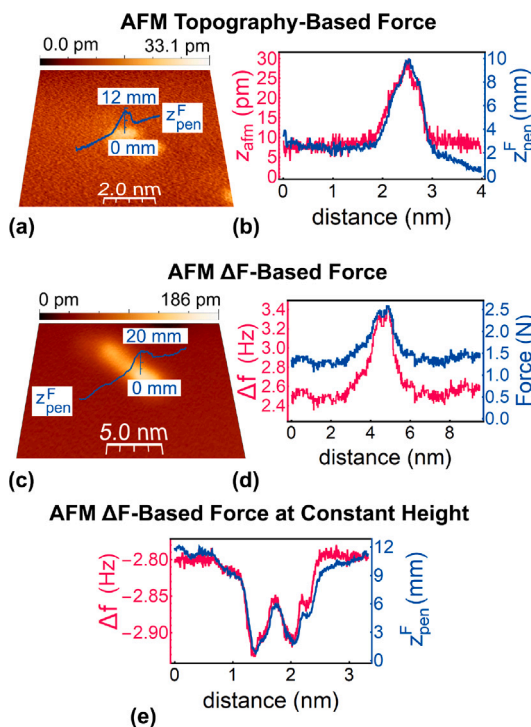 AFM Topography-Based Force
0.0 pm 33.1 pm
12 mm
z^F_pen
0 mm
2.0 nm
(a)
30
25
20
15
10
5
0
z_afm (pm)
10
8
6
4
2
0
z^F_pen (mm)
0 1 2 3 4
distance (nm)
(b)
AFM ΔF-Based Force
0 pm 186 pm
20 mm
0 mm
z^F_pen
5.0 nm
(c)
3.4
3.2
3.0
2.8
2.6
2.4
Δf (Hz)
2.5
2.0
1.5
1.0
0.5
0.0
Force (N)
0 2 4 6 8
distance (nm)
(d)
AFM ΔF-Based Force at Constant Height
-2.80
-2.85
-2.90
Δf (Hz)
12
9
6
3
0
z^F_pen (mm)
0 1 2 3
distance (nm)
(e)